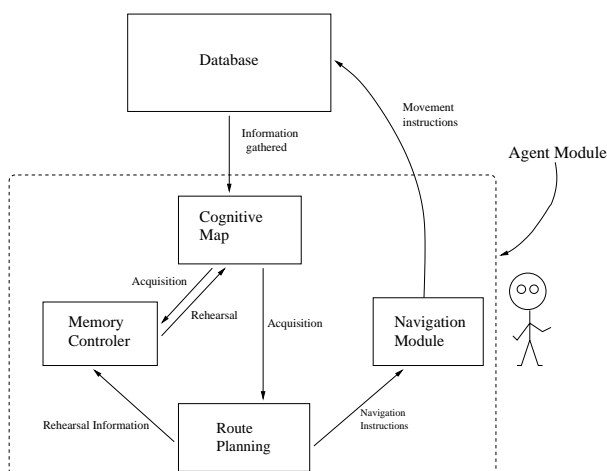 Database
Movement
instructions
Information
gathered
Agent Module
Cognitive
Map
Acquisition
Rehearsal
Acquisition
Memory
Controler
Navigation
Module
Rehearsal Information
Route
Planning
Navigation
Instructions